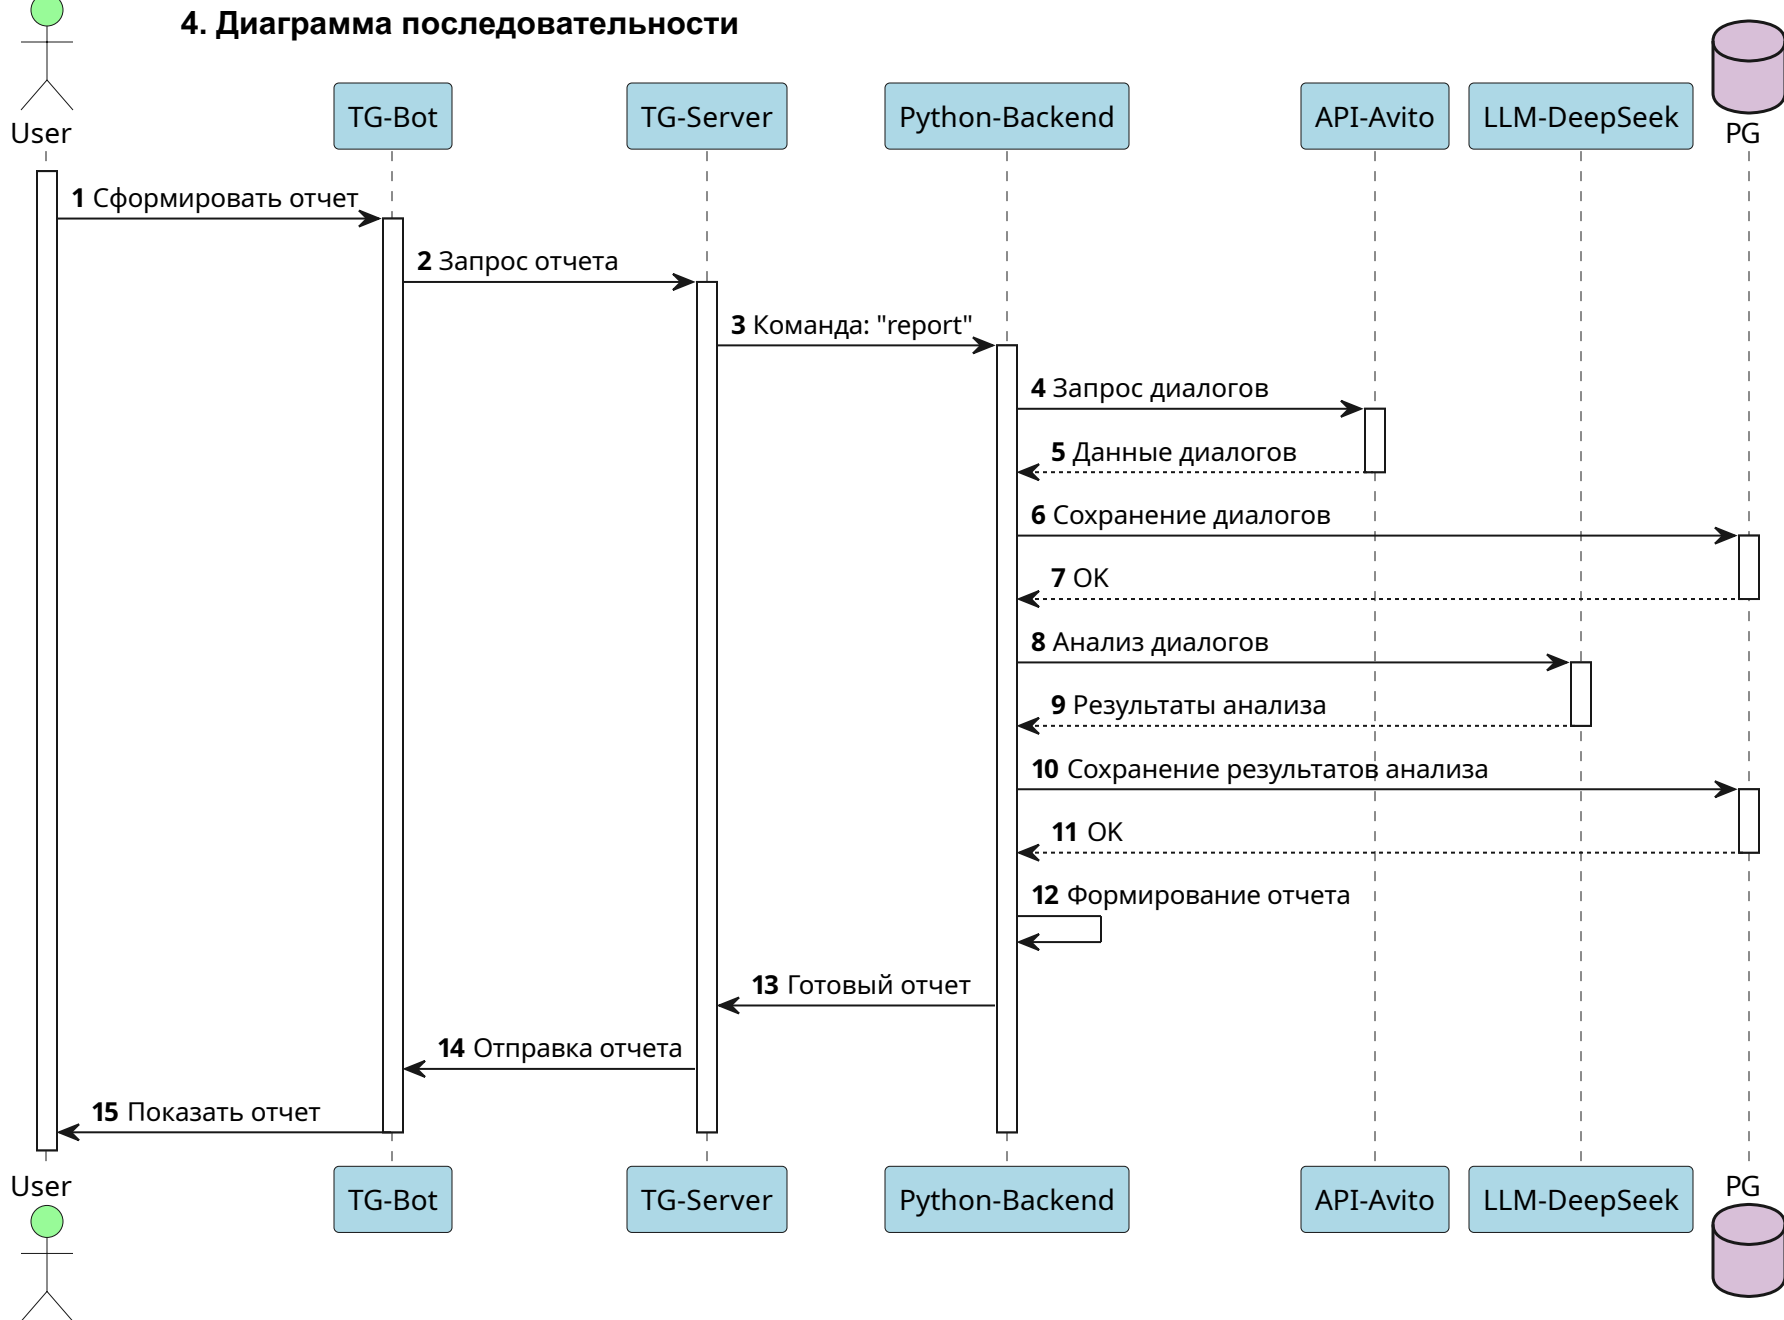 4. Диаграмма последовательности
User
TG-Bot
TG-Server
Python-Backend
API-Avito
LLM-DeepSeek
PG
1 Сформировать отчет
2 Запрос отчета
3 Команда: "report"
4 Запрос диалогов
5 Данные диалогов
6 Сохранение диалогов
7 OK
8 Анализ диалогов
9 Результаты анализа
10 Сохранение результатов анализа
11 OK
12 Формирование отчета
13 Готовый отчет
14 Отправка отчета
15 Показать отчет
User
TG-Bot
TG-Server
Python-Backend
API-Avito
LLM-DeepSeek
PG